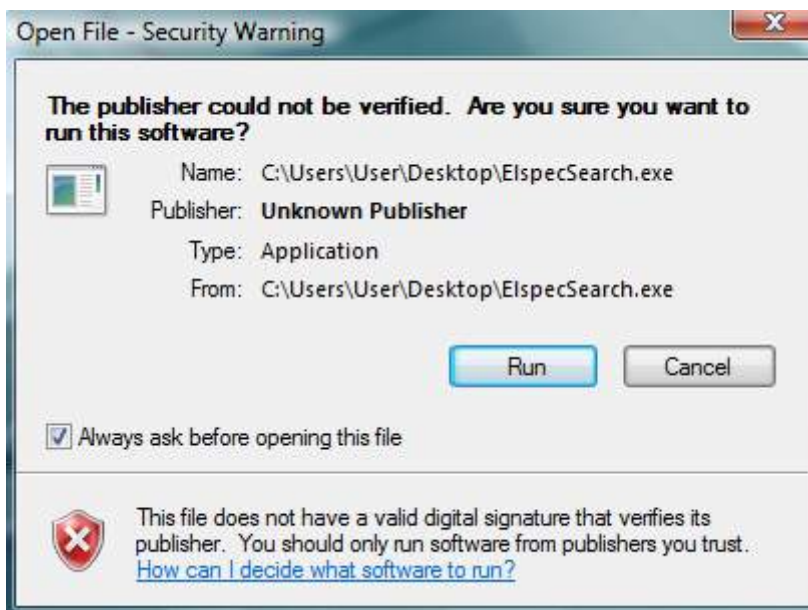 Open File - Security Warning
The publisher could not be verified. Are you sure you want to
run this software?
Name: C:\Users\User\Desktop\ElspecSearch.exe
Publisher: Unknown Publisher
Type: Application
From: C:\Users\User\Desktop\ElspecSearch.exe
Run Cancel
Always ask before opening this file
This file does not have a valid digital signature that verifies its
publisher. You should only run software from publishers you trust.
How can I decide what software to run?